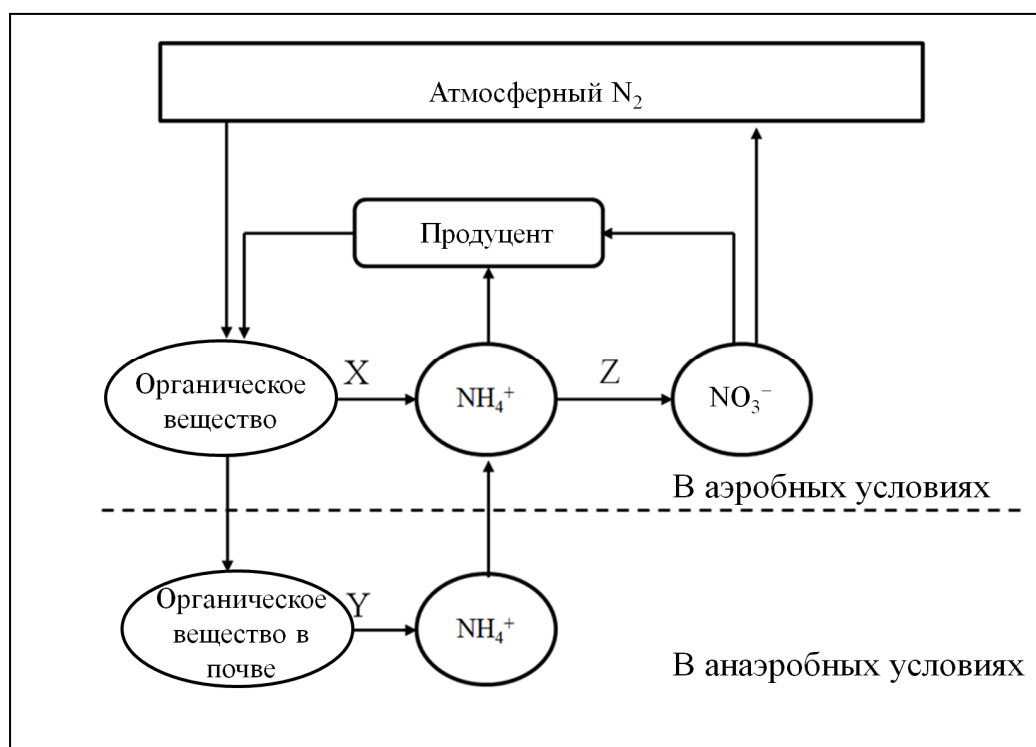 Атмосферный N₂
Продуцент
Органическое
вещество
X
NH₄⁺
Z
NO₃⁻
В аэробных условиях
Органическое
вещество в
почве
Y
NH₄⁺
В анаэробных условиях